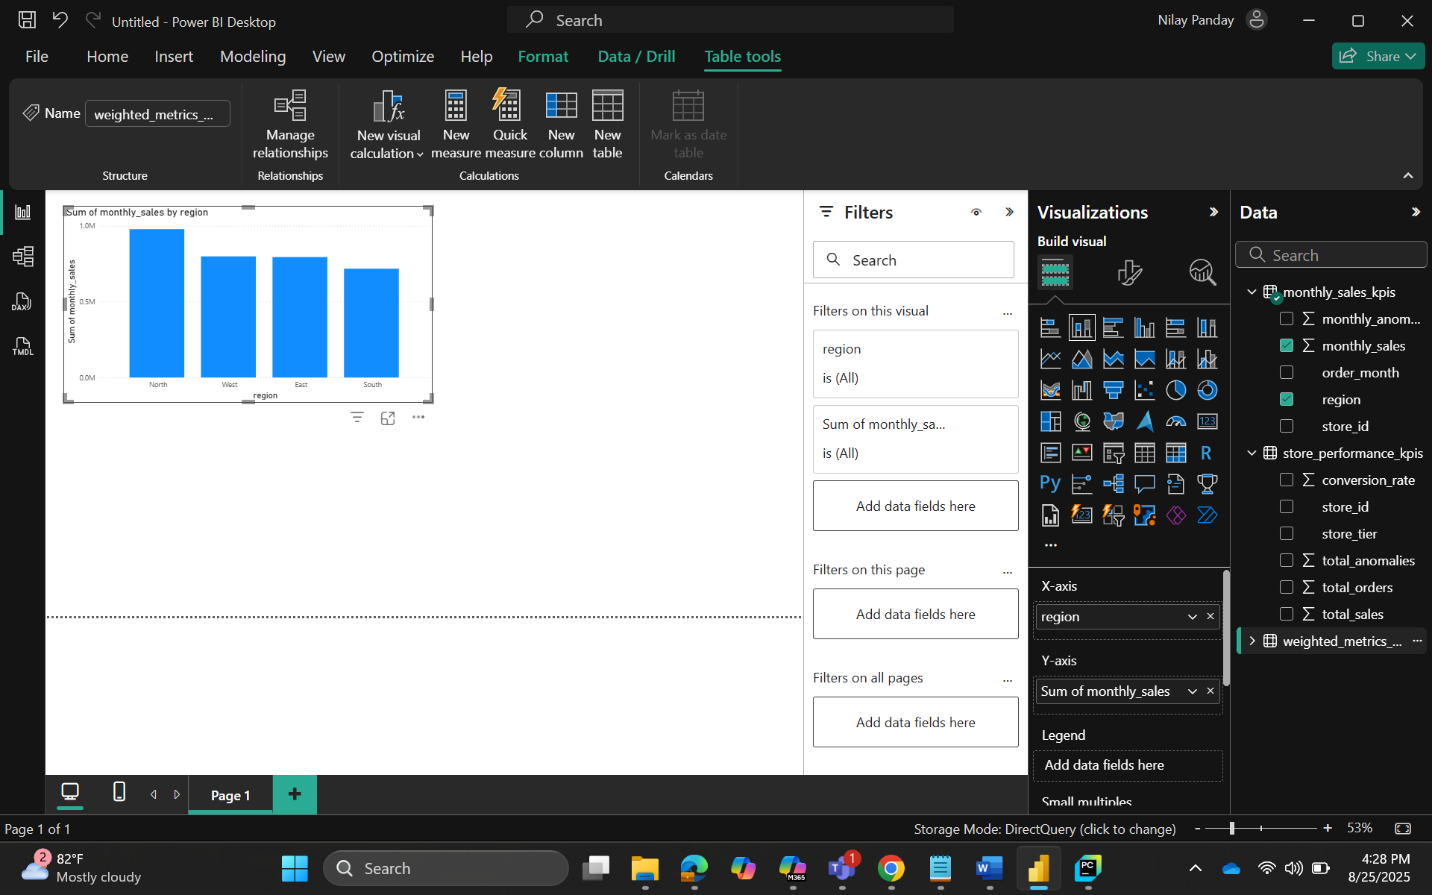 Untitled - Power BI Desktop
Search
Nilay Panday
File
Home
Insert
Modeling
View
Optimize
Help
Format
Data / Drill
Table tools
Share
Name
weighted_metrics_...
Structure
Manage
relationships
Relationships
New visual
calculation
New
measure
Quick
measure
New
column
New
table
Calculations
Mark as date
table
Calendars
DAX
TMDL
Sum of monthly_sales by region
1.0M
0.5M
0.0M
Sum of monthly_sales
North
West
East
South
region
Filters
Search
Filters on this visual
...
region
is (All)
Sum of monthly_sa...
is (All)
Add data fields here
Filters on this page
...
Add data fields here
Filters on all pages
...
Add data fields here
Visualizations
Build visual
123
R
Py
123
...
X-axis
region
Y-axis
Sum of monthly_sales
Legend
Add data fields here
Small multiples
Data
Search
monthly_sales_kpis
monthly_anom...
monthly_sales
order_month
region
store_id
store_performance_kpis
conversion_rate
store_id
store_tier
total_anomalies
total_orders
total_sales
weighted_metrics_...
Page 1
+
Page 1 of 1
Storage Mode: DirectQuery (click to change)
- + 53%
2
82°F
Mostly cloudy
Search
M365
1
PC
4:28 PM
8/25/2025